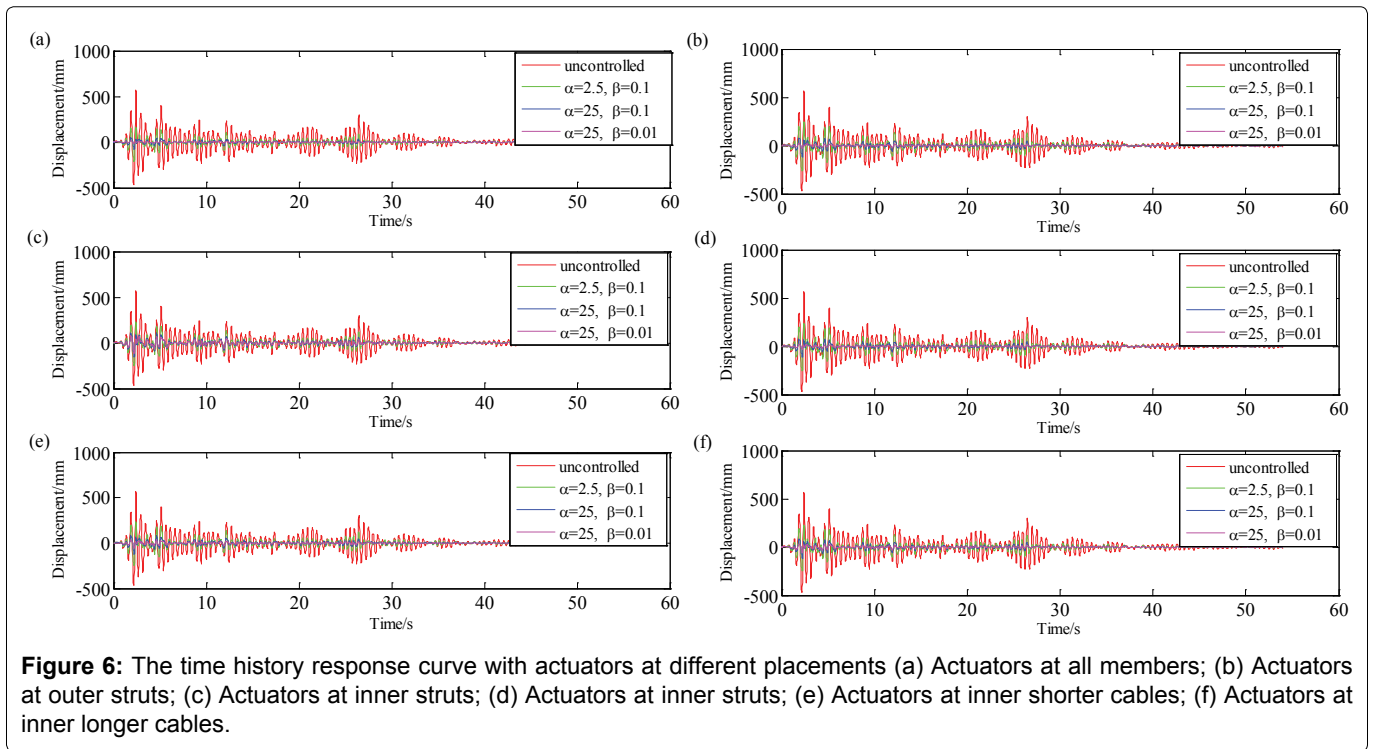 (a)
1000
500
0
-500
Displacement/mm
0 10 20 30 40 50 60
Time/s
uncontrolled
α=2.5, β=0.1
α=25, β=0.1
α=25, β=0.01
(b)
1000
500
0
-500
Displacement/mm
0 10 20 30 40 50 60
Time/s
uncontrolled
α=2.5, β=0.1
α=25, β=0.1
α=25, β=0.01
(c)
1000
500
0
-500
Displacement/mm
0 10 20 30 40 50 60
Time/s
uncontrolled
α=2.5, β=0.1
α=25, β=0.1
α=25, β=0.01
(d)
1000
500
0
-500
Displacement/mm
0 10 20 30 40 50 60
Time/s
uncontrolled
α=2.5, β=0.1
α=25, β=0.1
α=25, β=0.01
(e)
1000
500
0
-500
Displacement/mm
0 10 20 30 40 50 60
Time/s
uncontrolled
α=2.5, β=0.1
α=25, β=0.1
α=25, β=0.01
(f)
1000
500
0
-500
Displacement/mm
0 10 20 30 40 50 60
Time/s
uncontrolled
α=2.5, β=0.1
α=25, β=0.1
α=25, β=0.01
Figure 6: The time history response curve with actuators at different placements (a) Actuators at all members; (b) Actuators
at outer struts; (c) Actuators at inner struts; (d) Actuators at inner struts; (e) Actuators at inner shorter cables; (f) Actuators at
inner longer cables.